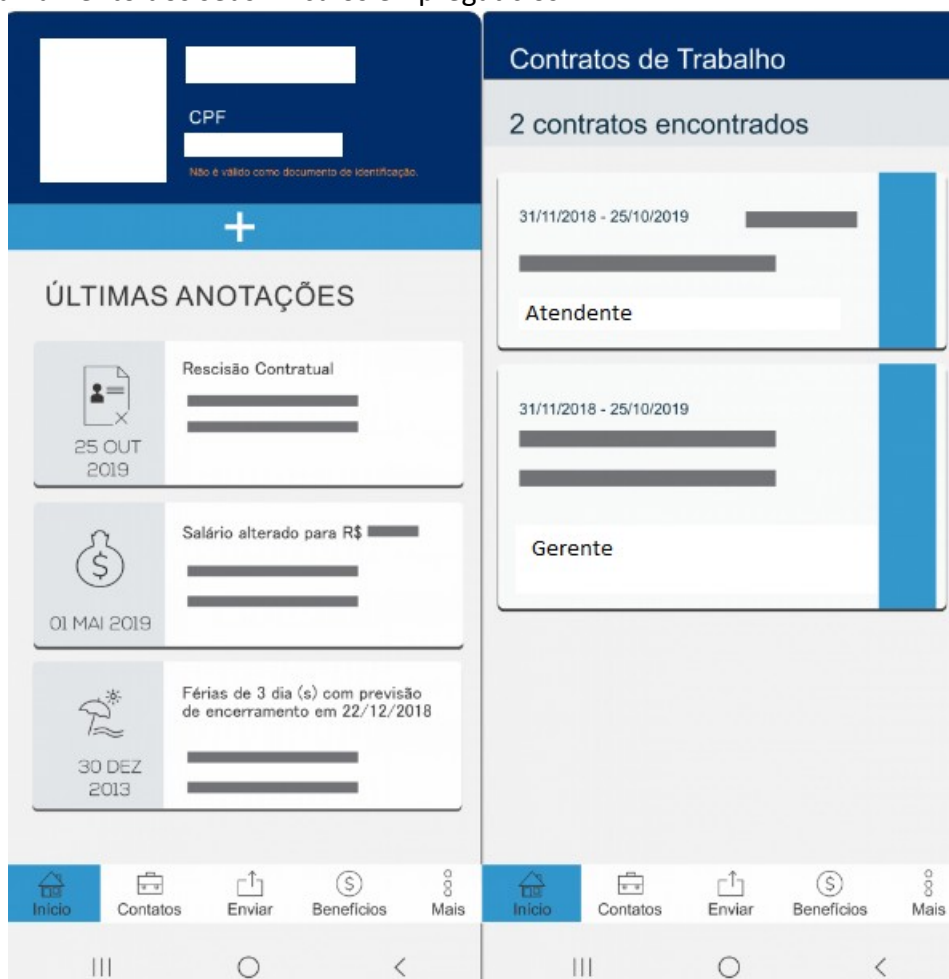 CPF
Não é válido como documento de identificação.
+
ÚLTIMAS ANOTAÇÕES
Rescisão Contratual
25 OUT
2019
Salário alterado para R$
01 MAI 2019
Férias de 3 dia (s) com previsão
de encerramento em 22/12/2018
30 DEZ
2013
Início
Contatos
Enviar
Benefícios
Mais
Contratos de Trabalho
2 contratos encontrados
31/11/2018 - 25/10/2019
Atendente
31/11/2018 - 25/10/2019
Gerente
Início
Contatos
Enviar
Benefícios
Mais